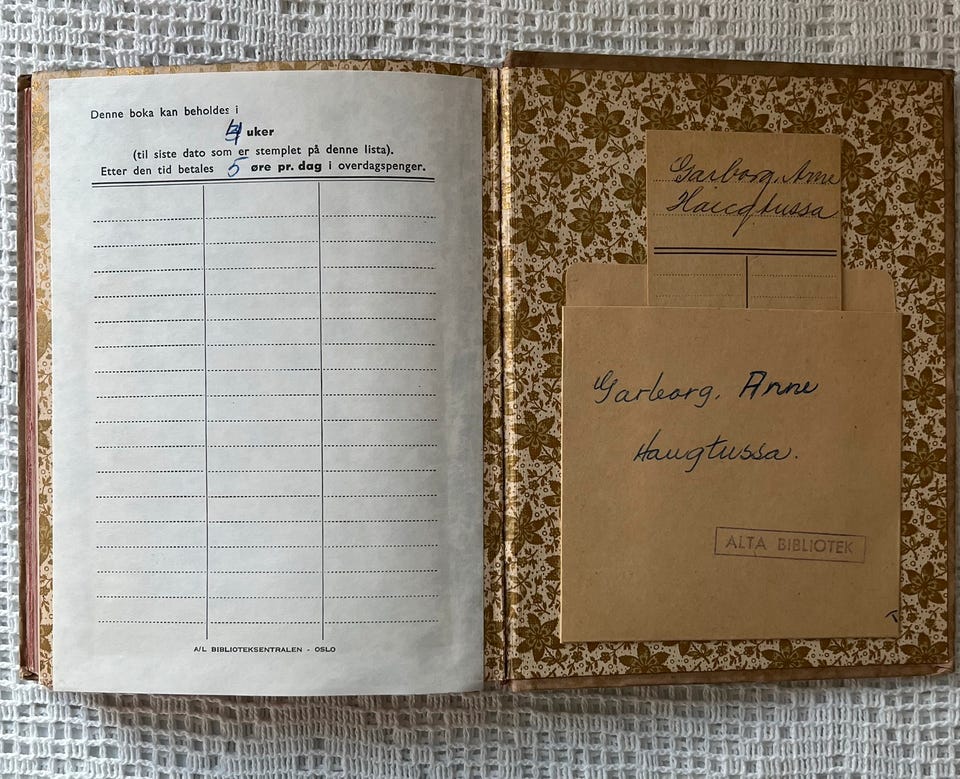 Denne boka kan beholdes i
4 uker
(til siste dato som er stemplet på denne lista).
Etter den tid betales 5 øre pr. dag i overdagspenger.
A/L BIBLIOTEKSENTRALEN - OSLO
Garborg, Arne
Haugtussa
Garborg, Arne
Haugtussa.
ALTA BIBLIOTEK